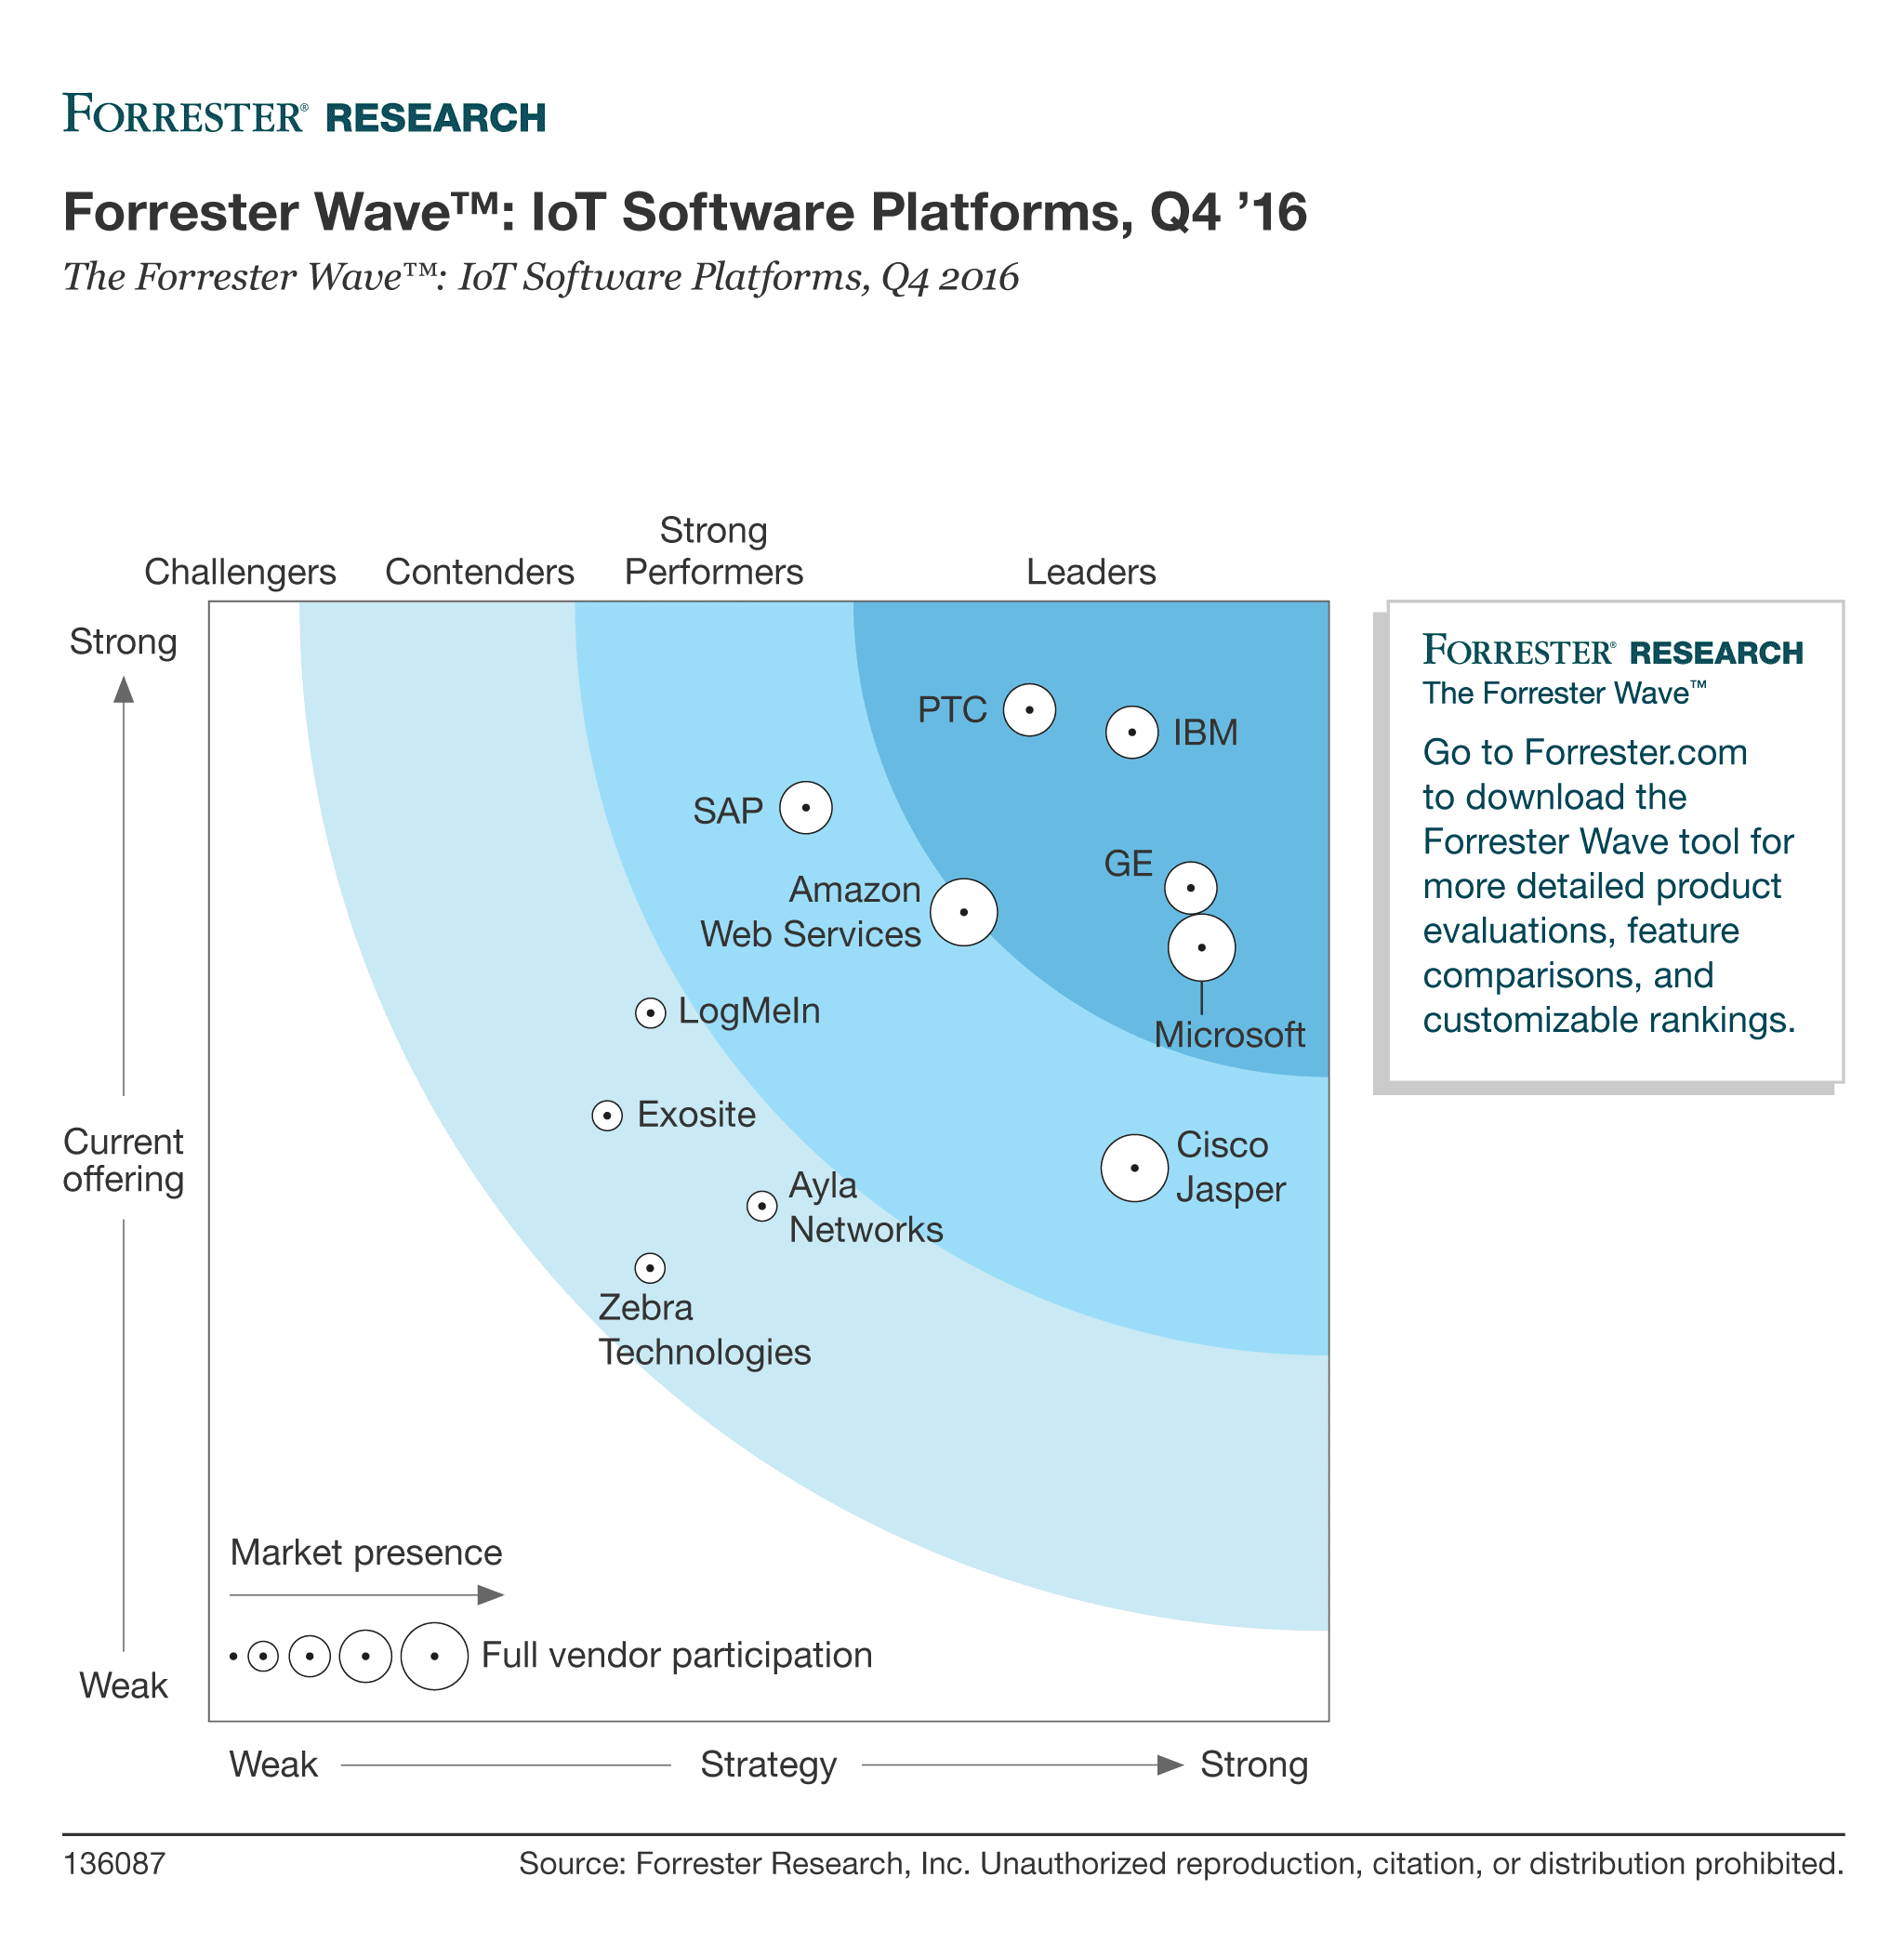 FORRESTER® RESEARCH
Forrester Wave™: IoT Software Platforms, Q4 ’16
The Forrester Wave™: IoT Software Platforms, Q4 2016
Challengers
Contenders
Strong
Performers
Leaders
Strong
Current
offering
Weak
PTC
IBM
SAP
GE
Amazon
Web Services
Microsoft
LogMeIn
Exosite
Cisco
Jasper
Ayla
Networks
Zebra
Technologies
Market presence
Full vendor participation
Weak
Strategy
Strong
FORRESTER® RESEARCH
The Forrester Wave™
Go to Forrester.com
to download the
Forrester Wave tool for
more detailed product
evaluations, feature
comparisons, and
customizable rankings.
136087
Source: Forrester Research, Inc. Unauthorized reproduction, citation, or distribution prohibited.